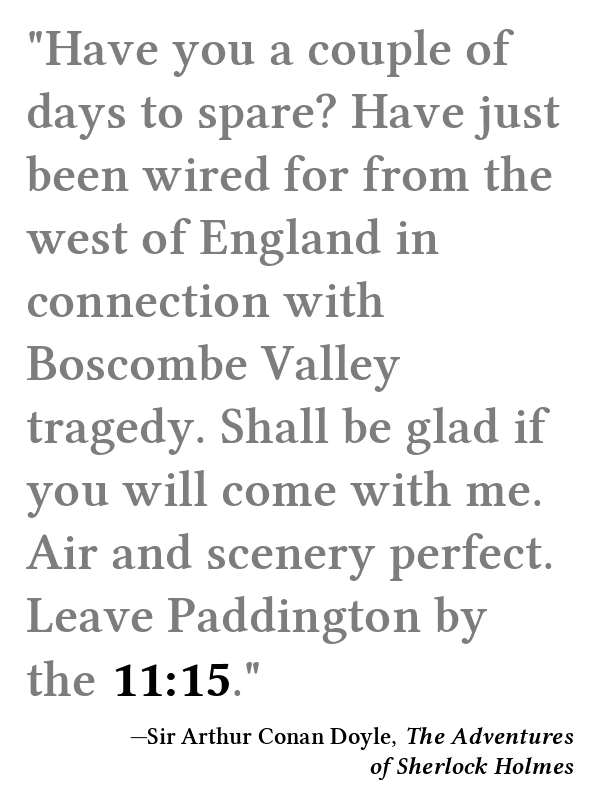 "Have you a couple of
days to spare? Have just
been wired for from the
west of England in
connection with
Boscombe Valley
tragedy. Shall be glad if
you will come with me.
Air and scenery perfect.
Leave Paddington by
the 11:15."
—Sir Arthur Conan Doyle, The Adventures
of Sherlock Holmes